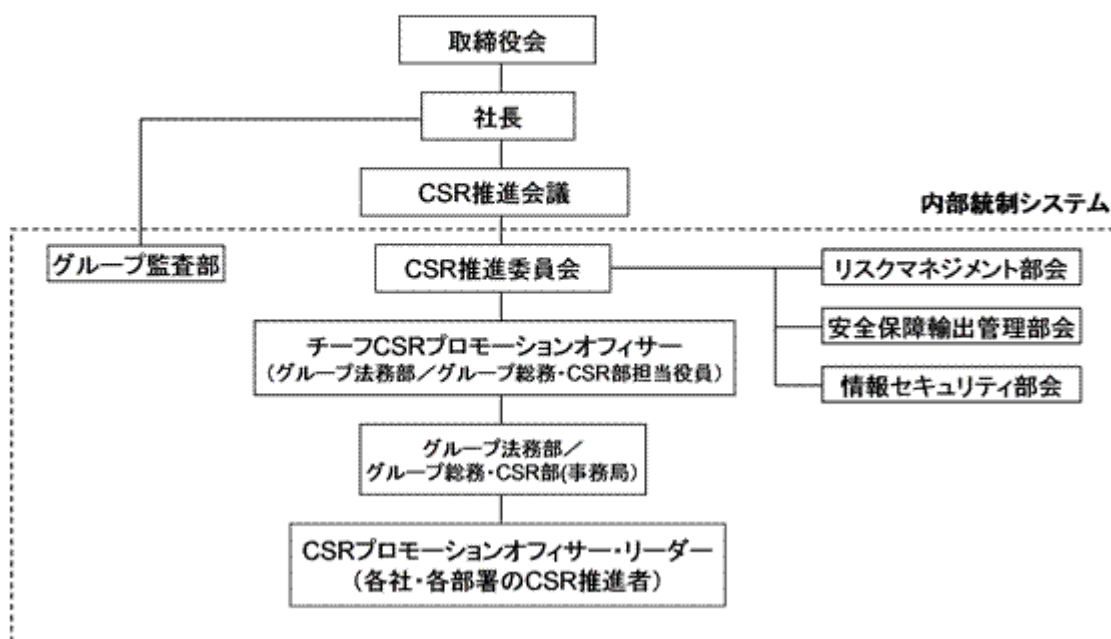 取締役会
社長
CSR推進会議
内部統制システム
グループ監査部
CSR推進委員会
リスクマネジメント部会
安全保障輸出管理部会
情報セキュリティ部会
チーフCSRプロモーションオフィサー
（グループ法務部／グループ総務・CSR部担当役員）
グループ法務部／
グループ総務・CSR部(事務局）
CSRプロモーションオフィサー・リーダー
（各社・各部署のCSR推進者）